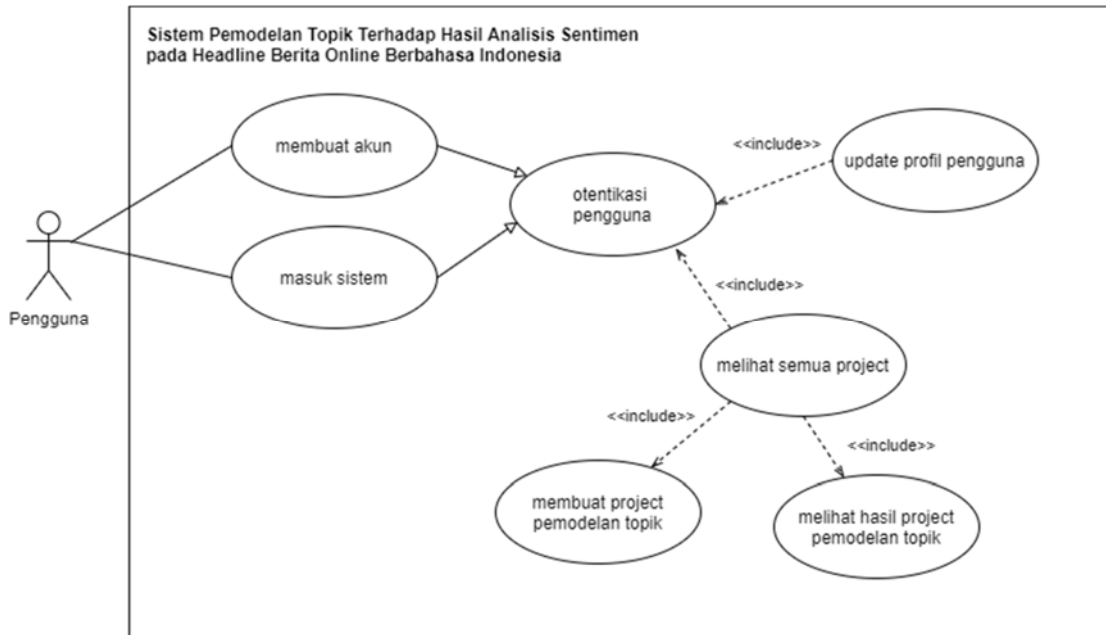 Sistem Pemodelan Topik Terhadap Hasil Analisis Sentimen
pada Headline Berita Online Berbahasa Indonesia
membuat akun
<<include>>
update profil pengguna
otentikasi
pengguna
masuk sistem
<<include>>
Pengguna
melihat semua project
<<include>>
<<include>>
membuat project
pemodelan topik
melihat hasil project
pemodelan topik